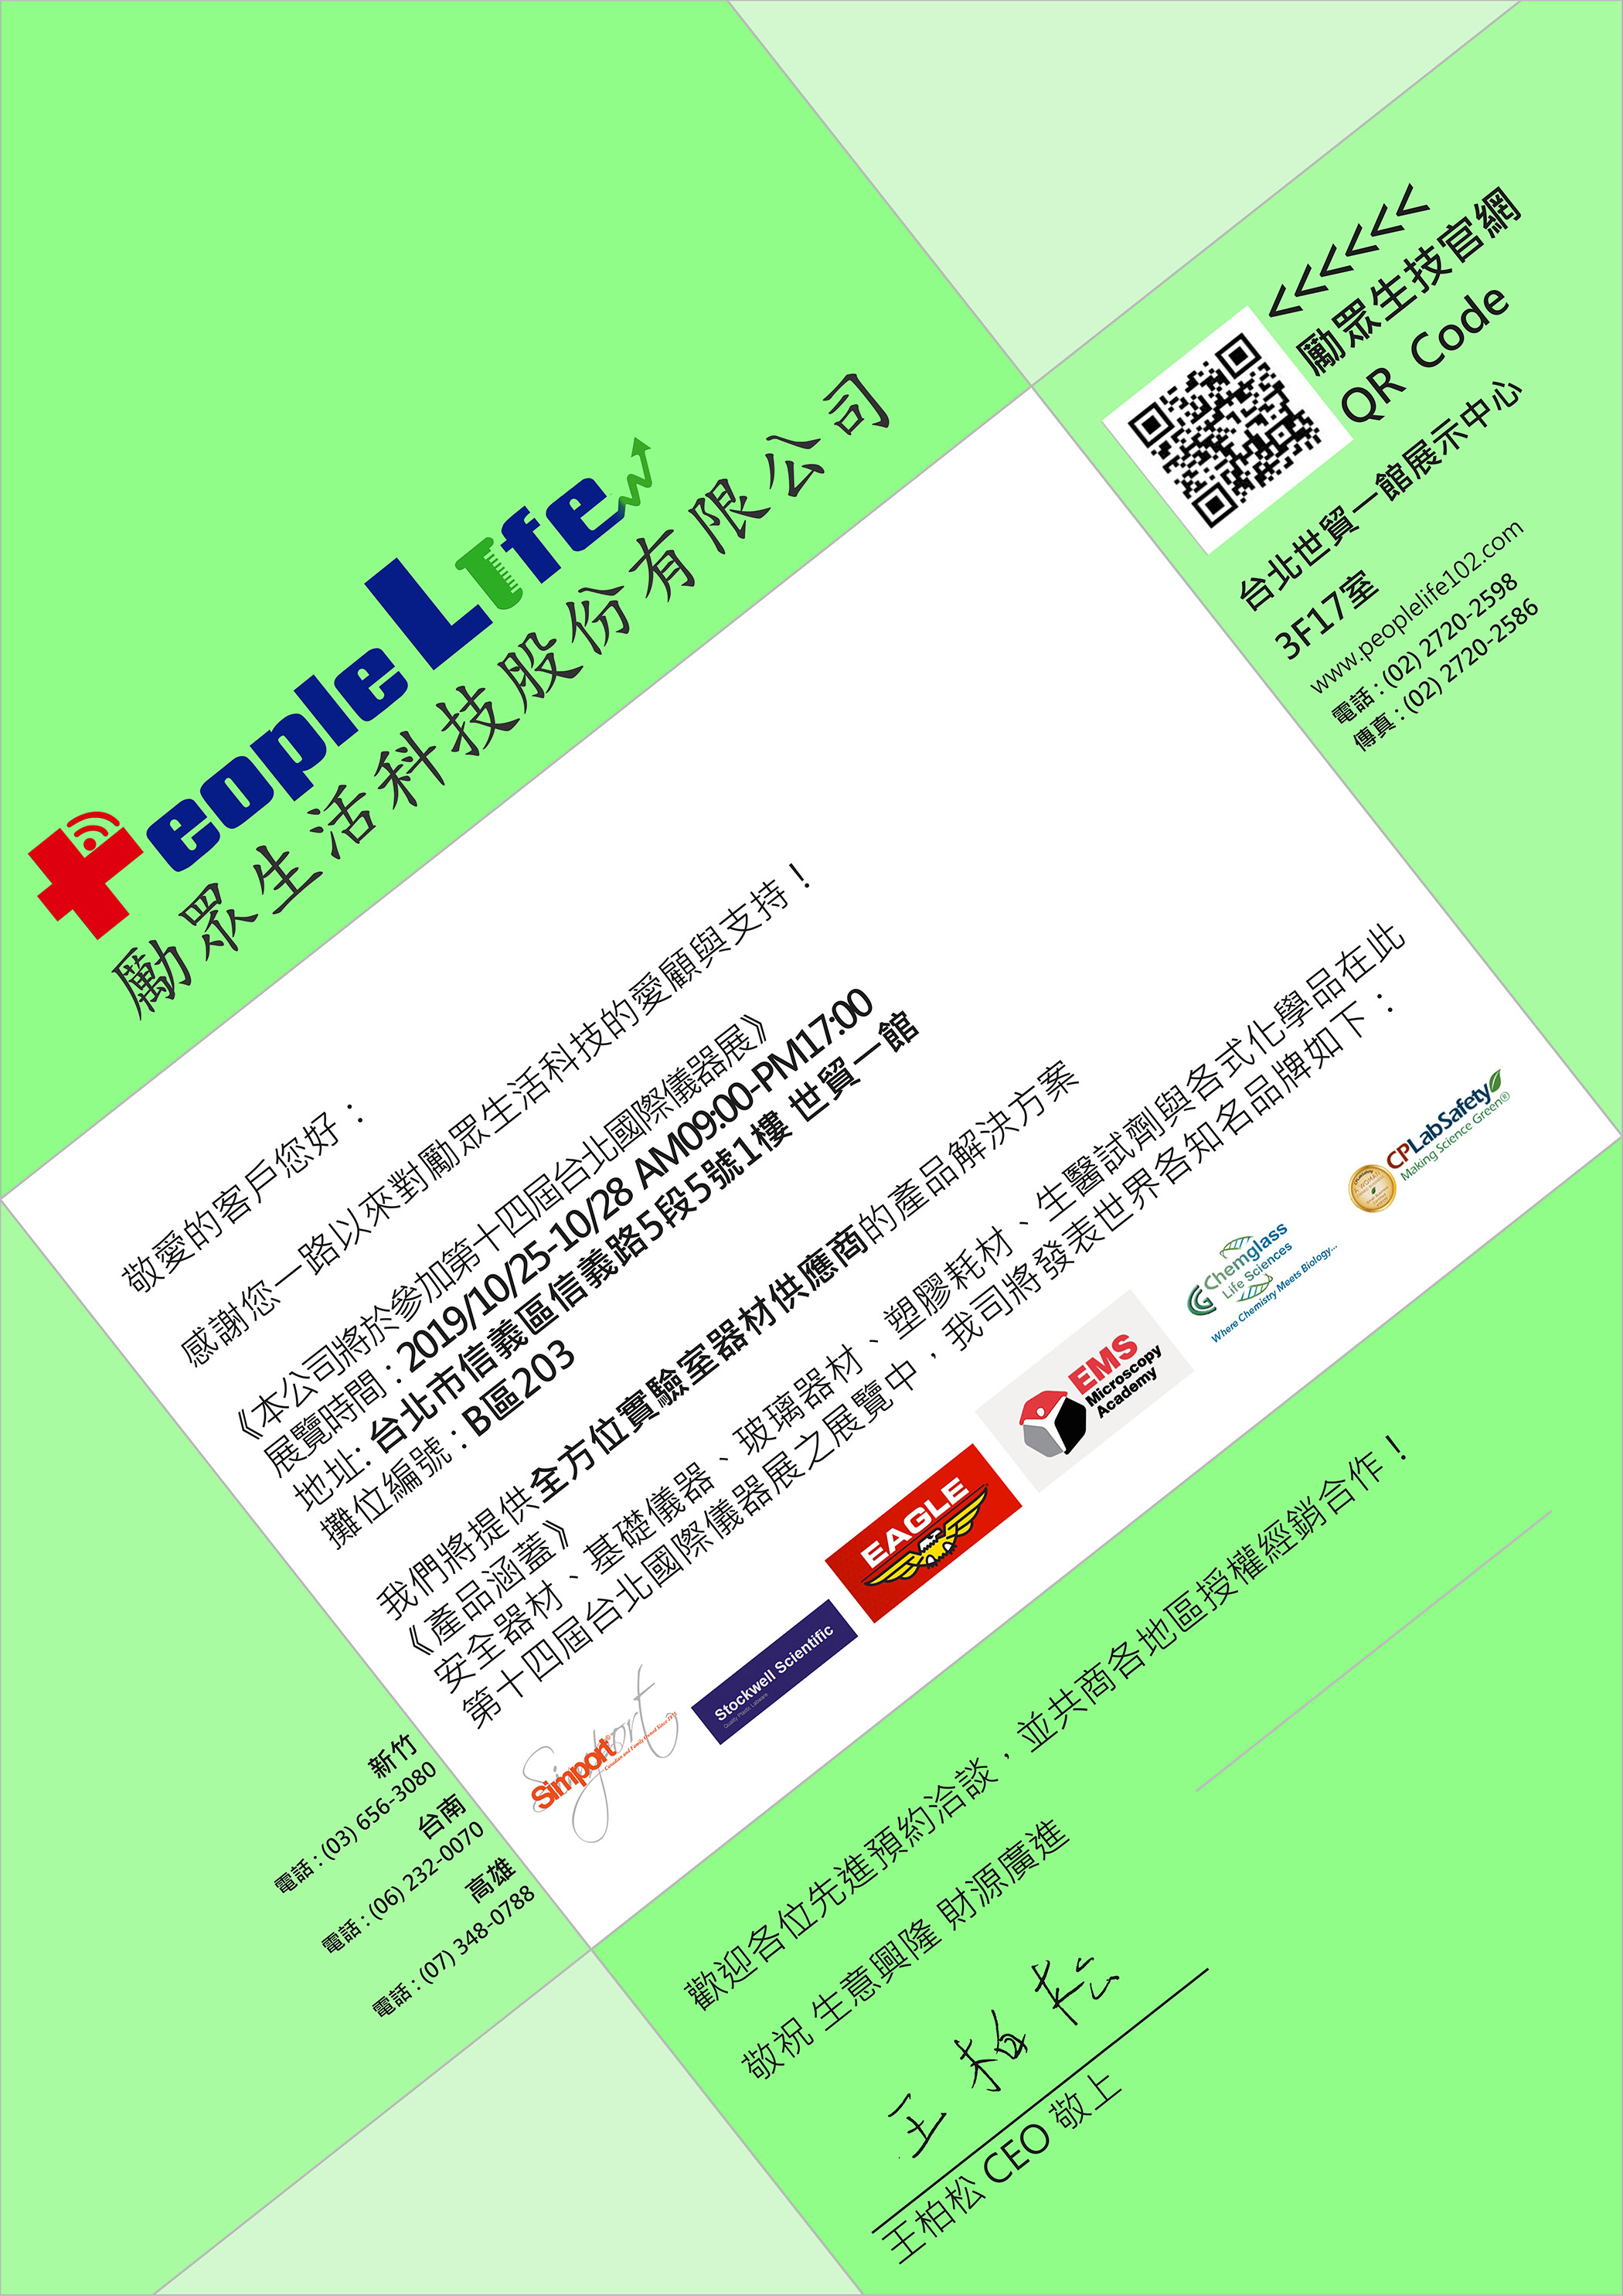 People Life
勵眾生活科技股份有限公司
<<<<<<
勵眾生技官網
QR Code
台北世貿一館展示中心
3F17室
www.peoplelife102.com
電話 : (02) 2720-2598
傳真 : (02) 2720-2586
敬愛的客戶您好：
感謝您一路以來對勵眾生活科技的愛顧與支持！
《本公司將於參加第十四屆台北國際儀器展》
展覽時間 : 2019/10/25-10/28 AM09:00-PM17:00
地址: 台北市信義區信義路5段5號1樓 世貿一館
攤位編號 : B區203
我們將提供全方位實驗室器材供應商的產品解決方案
《產品涵蓋》
安全器材、基礎儀器、玻璃器材、塑膠耗材、生醫試劑與各式化學品在此
第十四屆台北國際儀器展之展覽中，我司將發表世界各知名品牌如下：
Simport
Simport®
Canadian and Family Owned Since 1975
Stockwell Scientific
Quality Plastic Labware
EAGLE
EMS
Microscopy
Academy
Chemglass
Life Sciences
Where Chemistry Meets Biology...
CPLabSafety
Making Science Green®
新竹
電話 : (03) 656-3080
台南
電話 : (06) 232-0070
高雄
電話 : (07) 348-0788
歡迎各位先進預約洽談，並共商各地區授權經銷合作！
敬祝 生意興隆 財源廣進
王柏松
王柏松 CEO 敬上